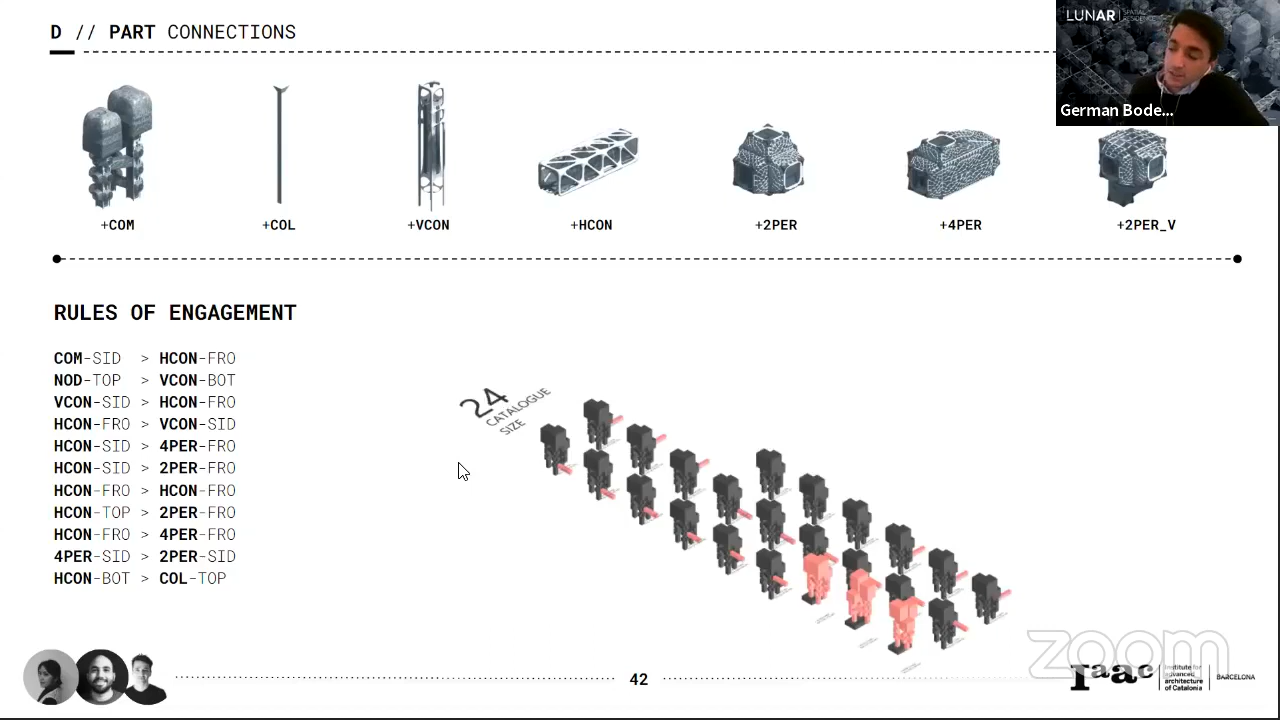 D // PART CONNECTIONS
LUNAR SPATIAL RESIDENCE
German Bode...
+COM
+COL
+VCON
+HCON
+2PER
+4PER
+2PER_V
RULES OF ENGAGEMENT
COM-SID > HCON-FRO
NOD-TOP > VCON-BOT
VCON-SID > HCON-FRO
HCON-FRO > VCON-SID
HCON-SID > 4PER-FRO
HCON-SID > 2PER-FRO
HCON-FRO > HCON-FRO
HCON-TOP > 2PER-FRO
HCON-FRO > 4PER-FRO
4PER-SID > 2PER-SID
HCON-BOT > COL-TOP
24
CATALOGUE
SIZE
42
zoom
Iaac
Institute for
advanced
architecture
of Catalonia
BARCELONA